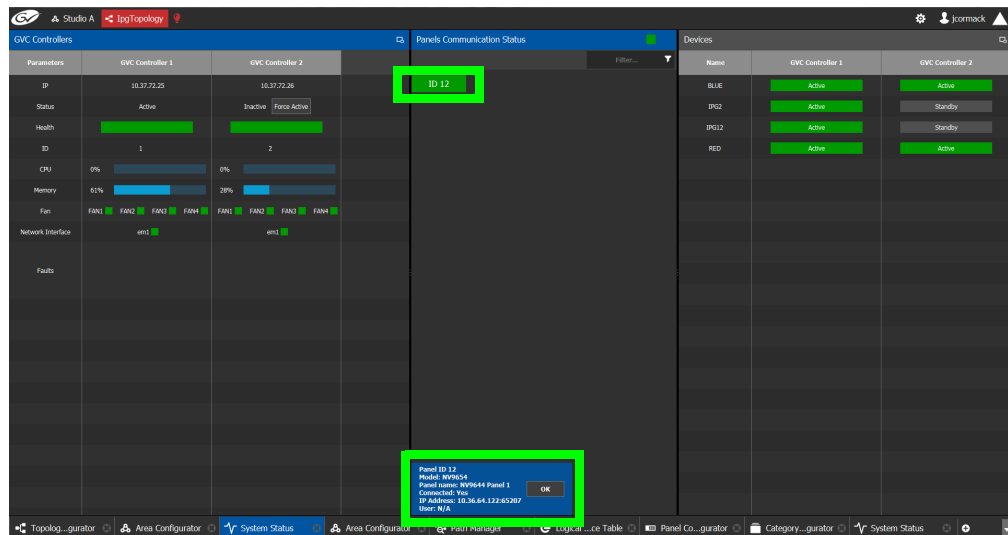 GV Studio A IpgTopology jcormack
GVC Controllers Panels Communication Status Devices
Parameters GVC Controller 1 GVC Controller 2 Filter... Name GVC Controller 1 GVC Controller 2
IP 10.37.72.25 10.37.72.26 ID 12 BLUE Active Active
Status Active Inactive Force Active IPG2 Active Standby
Health IPG12 Active Standby
ID 1 2 RED Active Active
CPU 0% 0%
Memory 61% 28%
Fan FAN1 FAN2 FAN3 FAN4 FAN1 FAN2 FAN3 FAN4
Network Interface em1 em1
Faults
Panel ID 12
Model: NV9654
Panel name: NV9644 Panel 1
Connected: Yes OK
IP Address: 10.36.64.122:65207
User: N/A
Topolog...gurator Area Configurator System Status Area Configurator Path Manager Logical ...ce Table Panel Co...gurator Category...gurator System Status